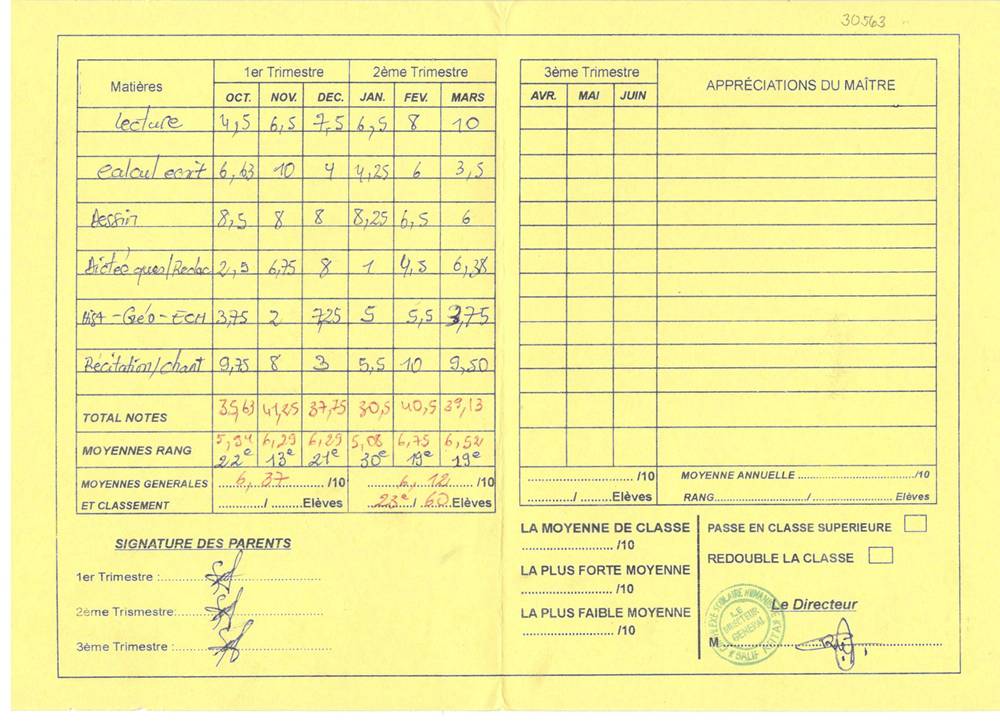 30563
1er Trimestre 2ème Trimestre
Matières
OCT. NOV. DEC. JAN. FEV. MARS
Lecture 4,5 6,5 7,5 6,5 8 10
Calcul ecrit 6,63 10 4 4,25 6 3,5
Dessin 8,5 8 8 8,25 6,5 6
Dictée ques/Redac 2,5 6,75 8 1 4,5 6,38
Hist-Géo-ECM 3,75 2 7,25 5 5,5 3,75
Récitation/chant 9,75 8 3 5,5 10 9,50
TOTAL NOTES 35,63 41,25 37,75 30,5 40,5 39,13
MOYENNES RANG 5,94 6,29 6,29 5,08 6,75 6,52
22e 13e 21e 30e 19e 19e
MOYENNES GENERALES 6,37 /10 6,12 /10
ET CLASSEMENT ........../ ..........Elèves 23e / 60 Elèves
SIGNATURE DES PARENTS
1er Trimestre :
2ème Trismestre:
3ème Trimestre :
3ème Trimestre APPRÉCIATIONS DU MAÎTRE
AVR. MAI JUIN
............................/10 MOYENNE ANNUELLE ............................/10
............/ ..........Elèves RANG............................/............................ Elèves
LA MOYENNE DE CLASSE
........................ /10
LA PLUS FORTE MOYENNE
........................ /10
LA PLUS FAIBLE MOYENNE
........................ /10
PASSE EN CLASSE SUPERIEURE
REDOUBLE LA CLASSE
Le Directeur
M
LE
DIRECTEUR
GENERAL